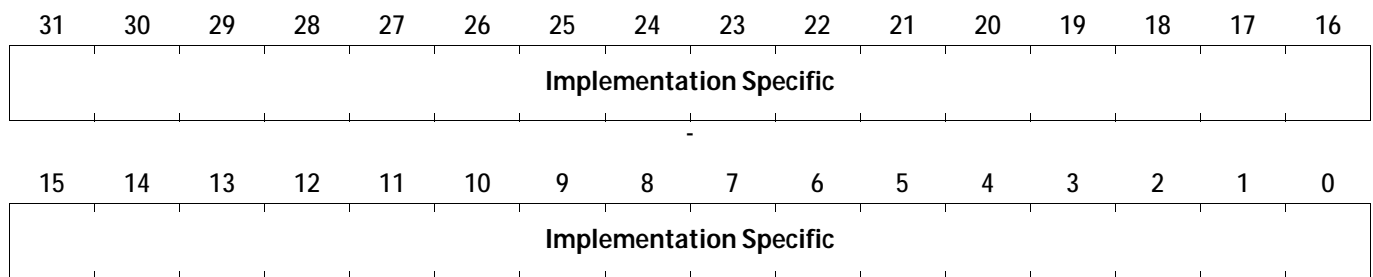 31 30 29 28 27 26 25 24 23 22 21 20 19 18 17 16
Implementation Specific
-
15 14 13 12 11 10 9 8 7 6 5 4 3 2 1 0
Implementation Specific